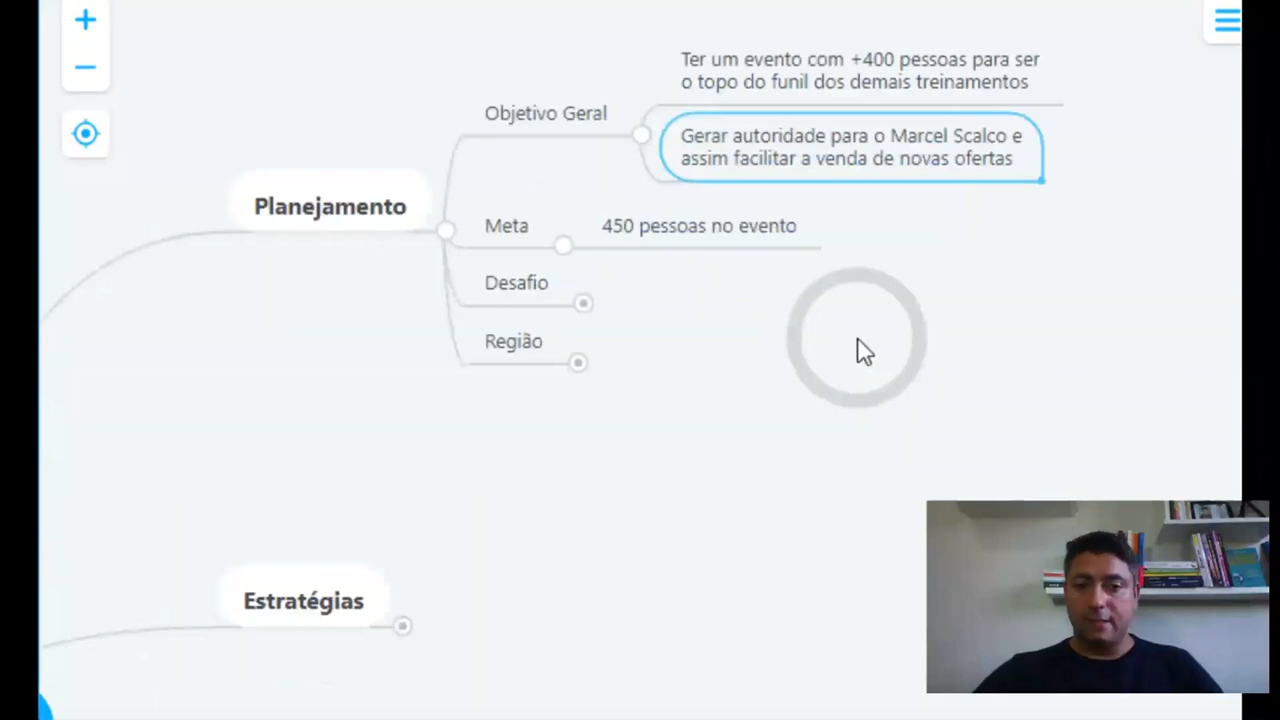 Ter um evento com +400 pessoas para ser
o topo do funil dos demais treinamentos
Objetivo Geral
Gerar autoridade para o Marcel Scalco e
assim facilitar a venda de novas ofertas
Planejamento
Meta
450 pessoas no evento
Desafio
Região
Estratégias